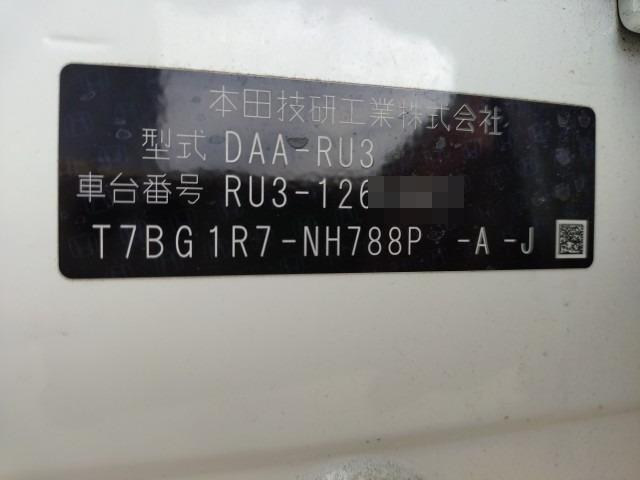 本田技研工業株式会社
型式 DAA-RU3
車台番号 RU3-126
T7BG1R7-NH788P -A -J